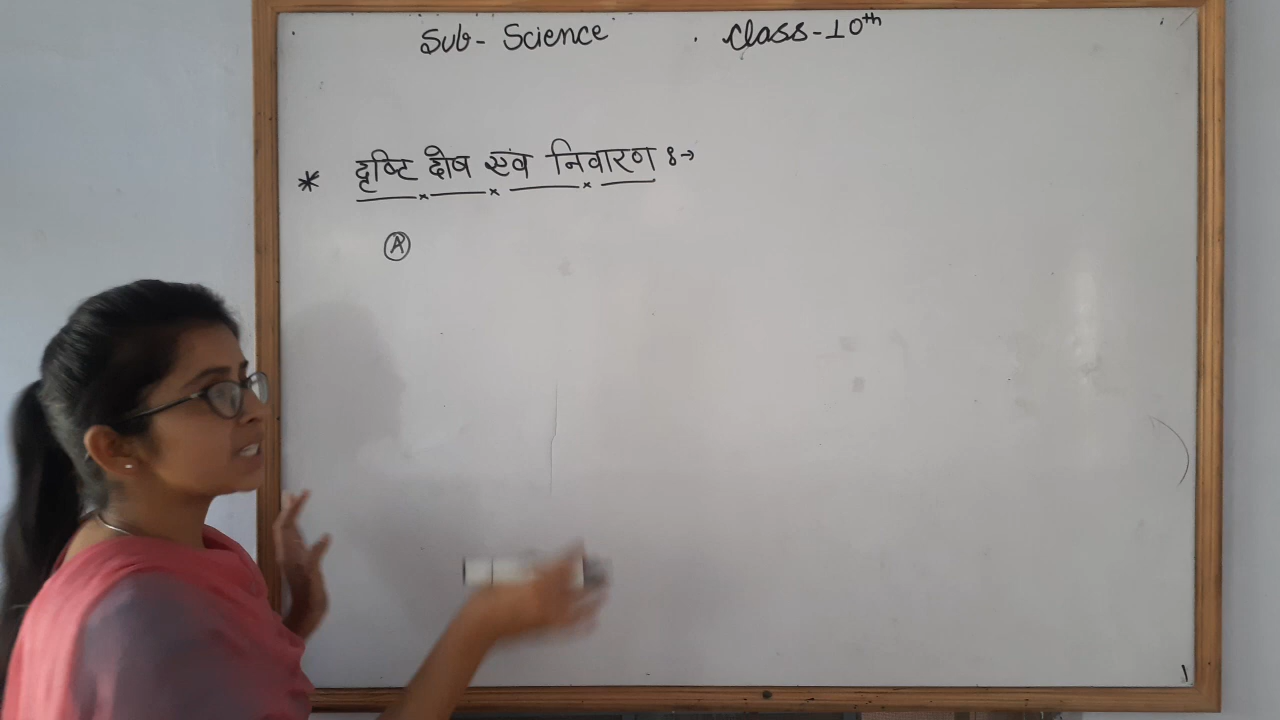 Sub- Science . Class-10th
* दृष्टि दोष एवं निवारण :→
Ⓐ